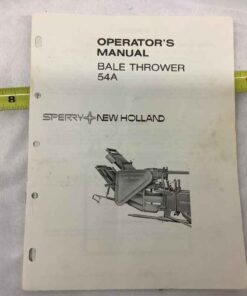 OPERATOR'S
MANUAL
BALE THROWER
54A
SPERRY NEW HOLLAND
8